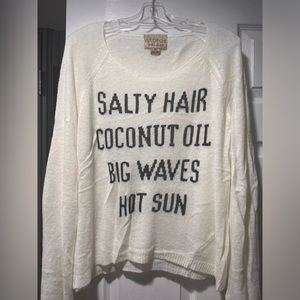 SALTY HAIR
COCONUT OIL
BIG WAVES
HOT SUN